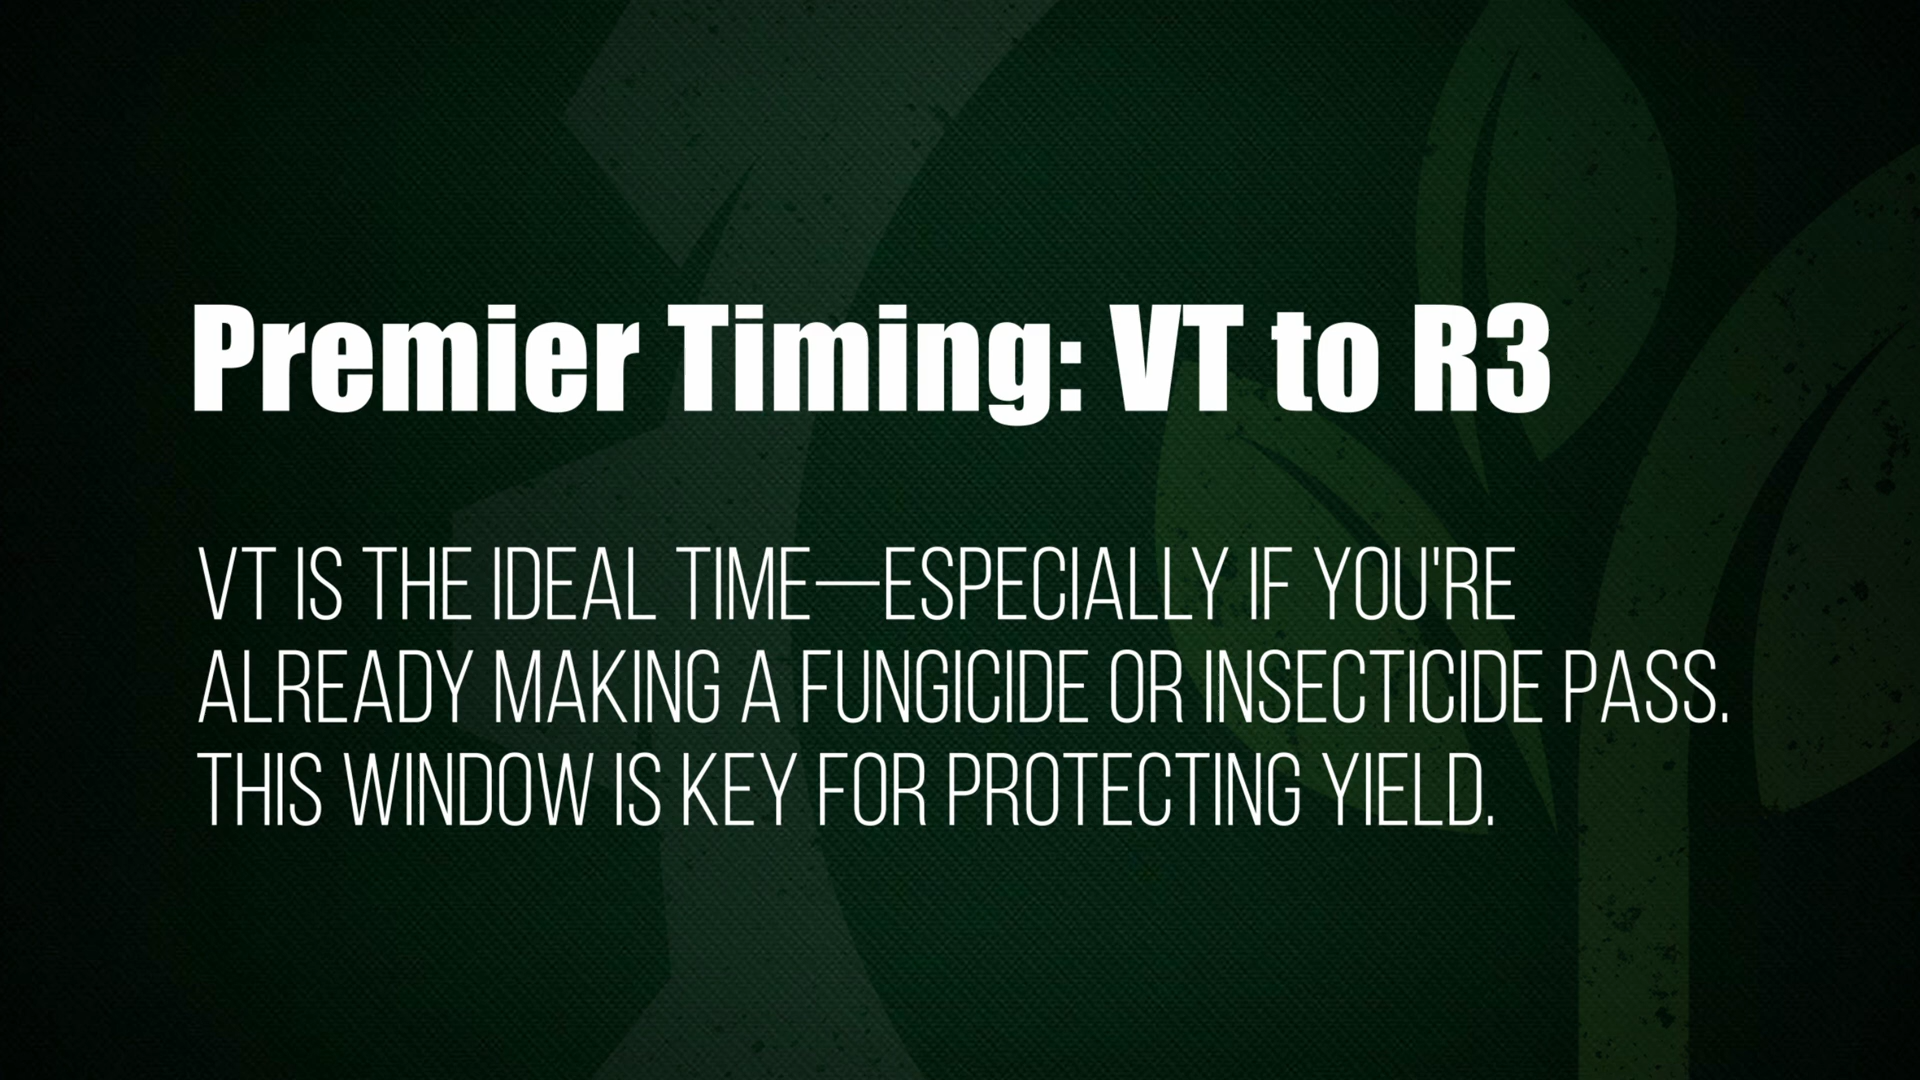 Premier Timing: VT to R3
VT IS THE IDEAL TIME—ESPECIALLY IF YOU'RE
ALREADY MAKING A FUNGICIDE OR INSECTICIDE PASS.
THIS WINDOW IS KEY FOR PROTECTING YIELD.